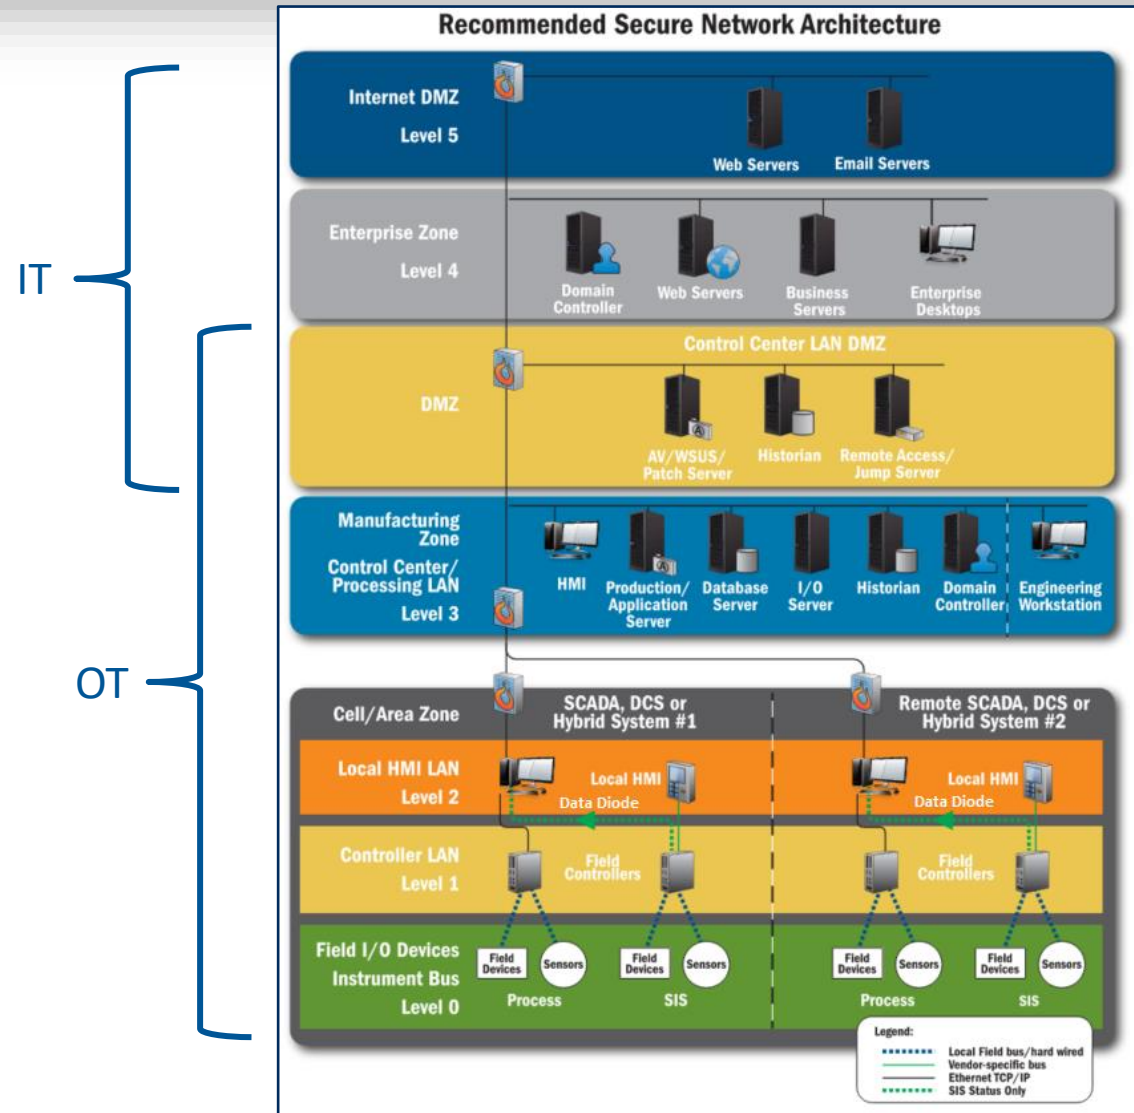 Recommended Secure Network Architecture
IT
OT
Internet DMZ
Level 5
Web Servers
Email Servers
Enterprise Zone
Level 4
Domain
Controller
Web Servers
Business
Servers
Enterprise
Desktops
Control Center LAN DMZ
DMZ
AV/WSUS/
Patch Server
Historian
Remote Access/
Jump Server
Manufacturing
Zone
Control Center/
Processing LAN
Level 3
HMI
Production/
Application
Server
Database
Server
I/O
Server
Historian
Domain
Controller
Engineering
Workstation
Cell/Area Zone
SCADA, DCS or
Hybrid System #1
Remote SCADA, DCS or
Hybrid System #2
Local HMI LAN
Level 2
Local HMI
Data Diode
Local HMI
Data Diode
Controller LAN
Level 1
Field
Controllers
Field
Controllers
Field I/O Devices
Instrument Bus
Level 0
Field
Devices
Sensors
Process
Field
Devices
Sensors
SIS
Field
Devices
Sensors
Process
Field
Devices
Sensors
SIS
Legend:
Local Field bus/hard wired
Vendor-specific bus
Ethernet TCP/IP
SIS Status Only